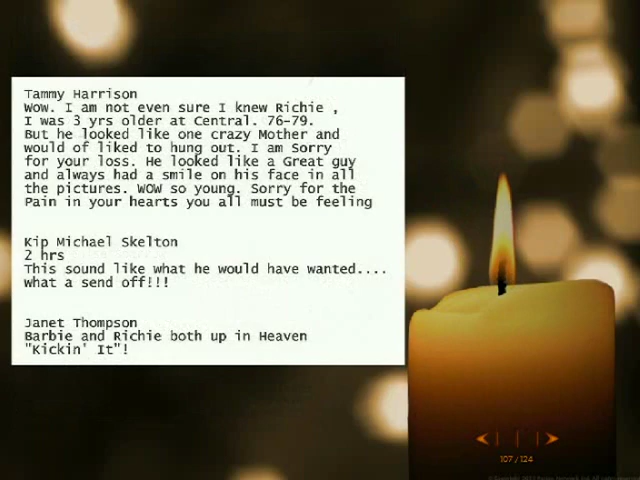 Tammy Harrison
Wow. I am not even sure I knew Richie ,
I was 3 yrs older at Central. 76-79.
But he looked like one crazy Mother and
would of liked to hung out. I am Sorry
for your loss. He looked like a Great guy
and always had a smile on his face in all
the pictures. WOW so young. Sorry for the
Pain in your hearts you all must be feeling
Kip Michael Skelton
2 hrs
This sound like what he would have wanted....
what a send off!!!
Janet Thompson
Barbie and Richie both up in Heaven
"Kickin' It"!
107 / 124